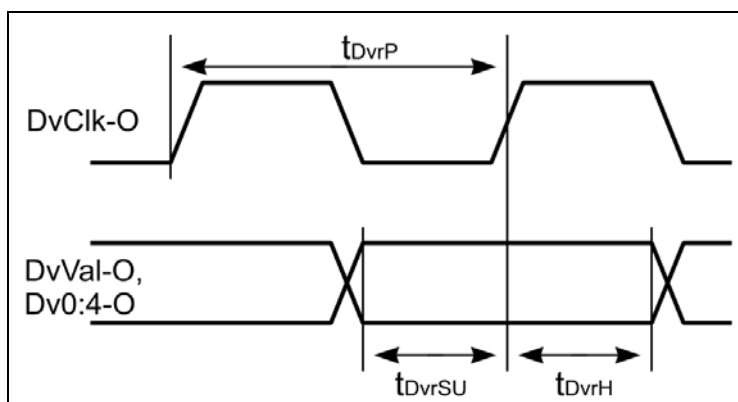 tDvrP
DvClk-O
DvVal-O,
Dv0:4-O
tDvrSU
tDvrH